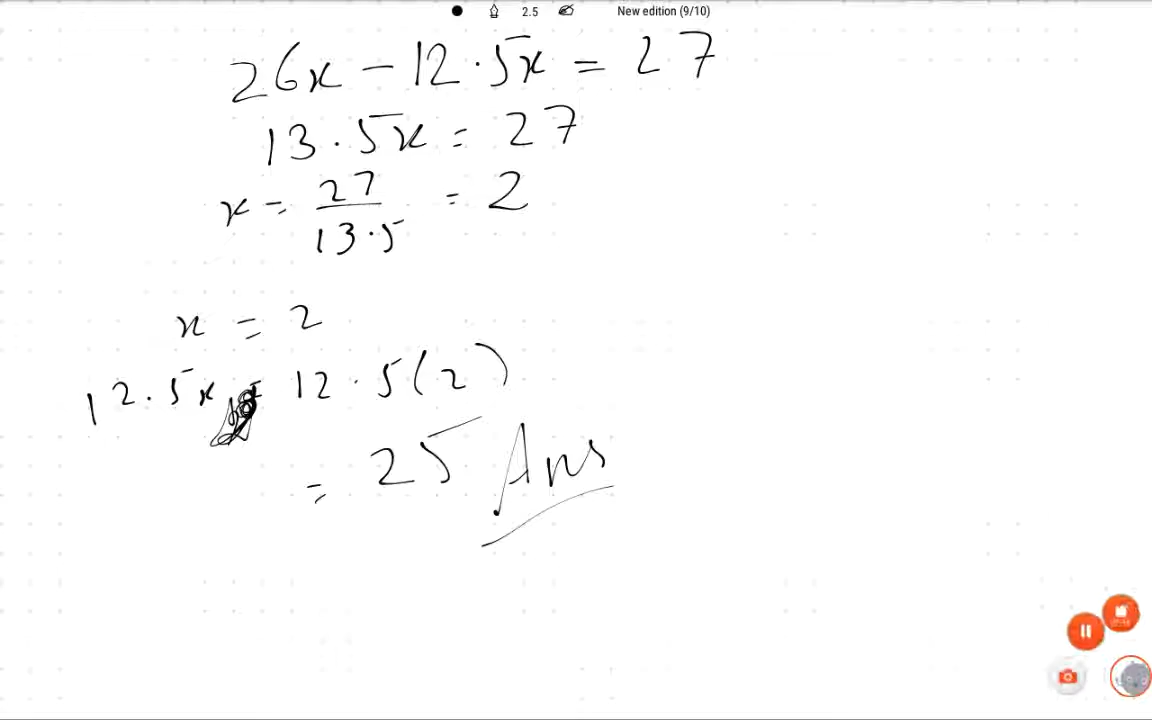 2.5 New edition (9/10)
26x - 12.5x = 27
13.5x = 27
x = 27/13.5 = 2
x = 2
12.5x = 12.5(2)
= 25 Ans